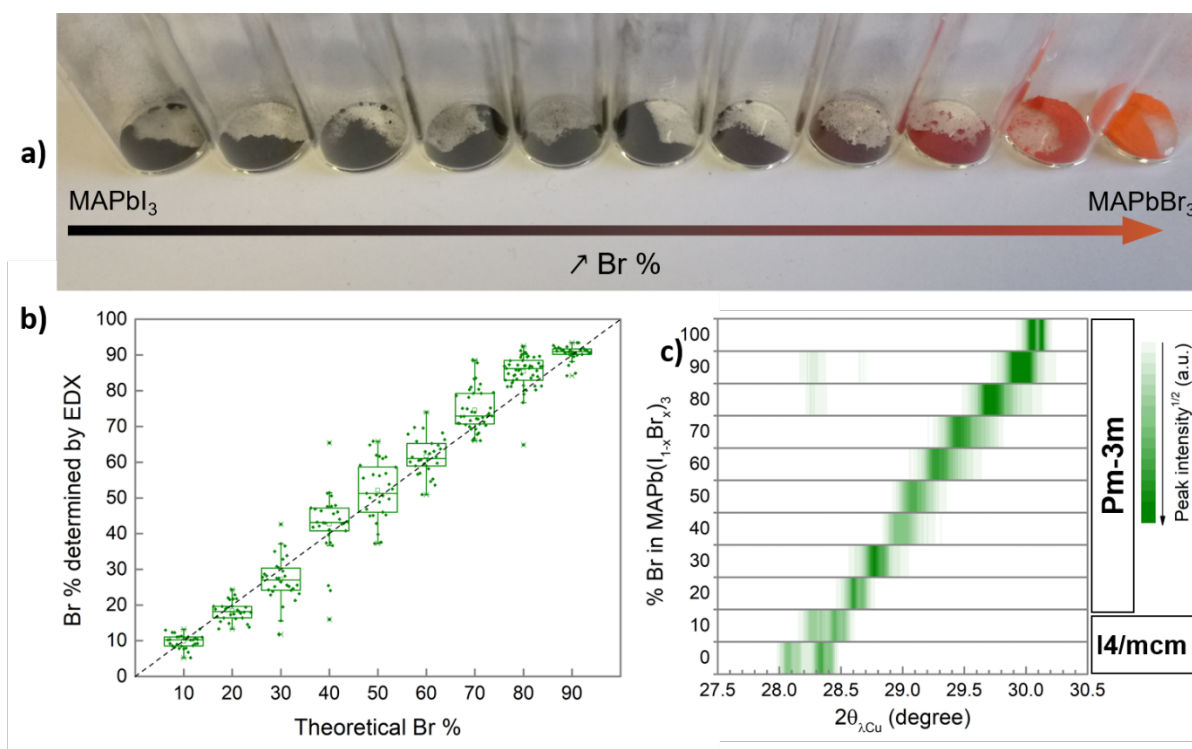 a)
MAPbI₃
MAPbBr₃
↗ Br %
b)
Br % determined by EDX
100
90
80
70
60
50
40
30
20
10
0
10 20 30 40 50 60 70 80 90
Theoretical Br %
c)
% Br in MAPb(I₁₋ₓBrₓ)₃
100
90
80
70
60
50
40
30
20
10
0
27.5 28.0 28.5 29.0 29.5 30.0 30.5
2θλCu (degree)
Pm-3m
I4/mcm
Peak intensity¹ᐟ² (a.u.)